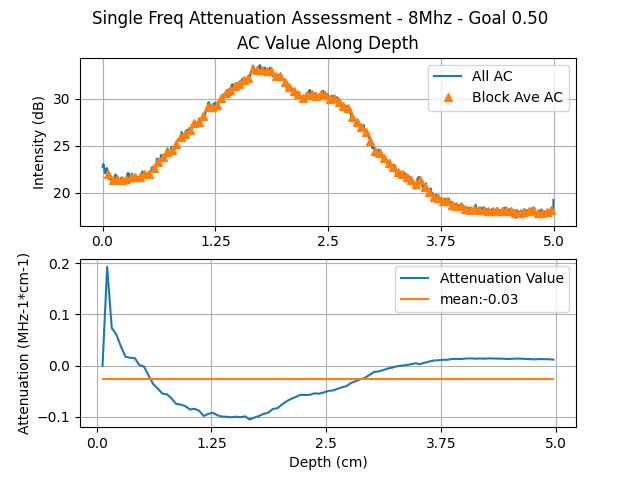 Single Freq Attenuation Assessment - 8Mhz - Goal 0.50
AC Value Along Depth
Intensity (dB)
30
25
20
All AC
Block Ave AC
0.0 1.25 2.5 3.75 5.0
Attenuation (MHz-1*cm-1)
0.2
0.1
0.0
−0.1
Attenuation Value
mean:-0.03
0.0 1.25 2.5 3.75 5.0
Depth (cm)